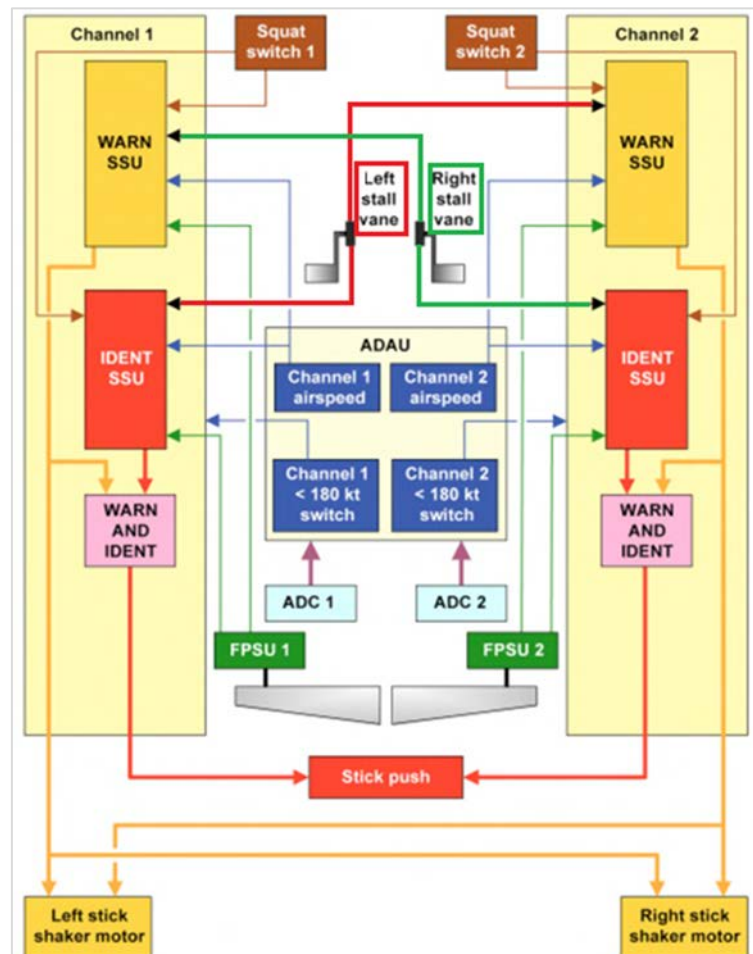 Channel 1
Squat
switch 1
Squat
switch 2
Channel 2
WARN
SSU
WARN
SSU
Left
stall
vane
Right
stall
vane
IDENT
SSU
ADAU
IDENT
SSU
Channel 1
airspeed
Channel 2
airspeed
Channel 1
< 180 kt
switch
Channel 2
< 180 kt
switch
WARN
AND
IDENT
WARN
AND
IDENT
ADC 1
ADC 2
FPSU 1
FPSU 2
Stick push
Left stick
shaker motor
Right stick
shaker motor